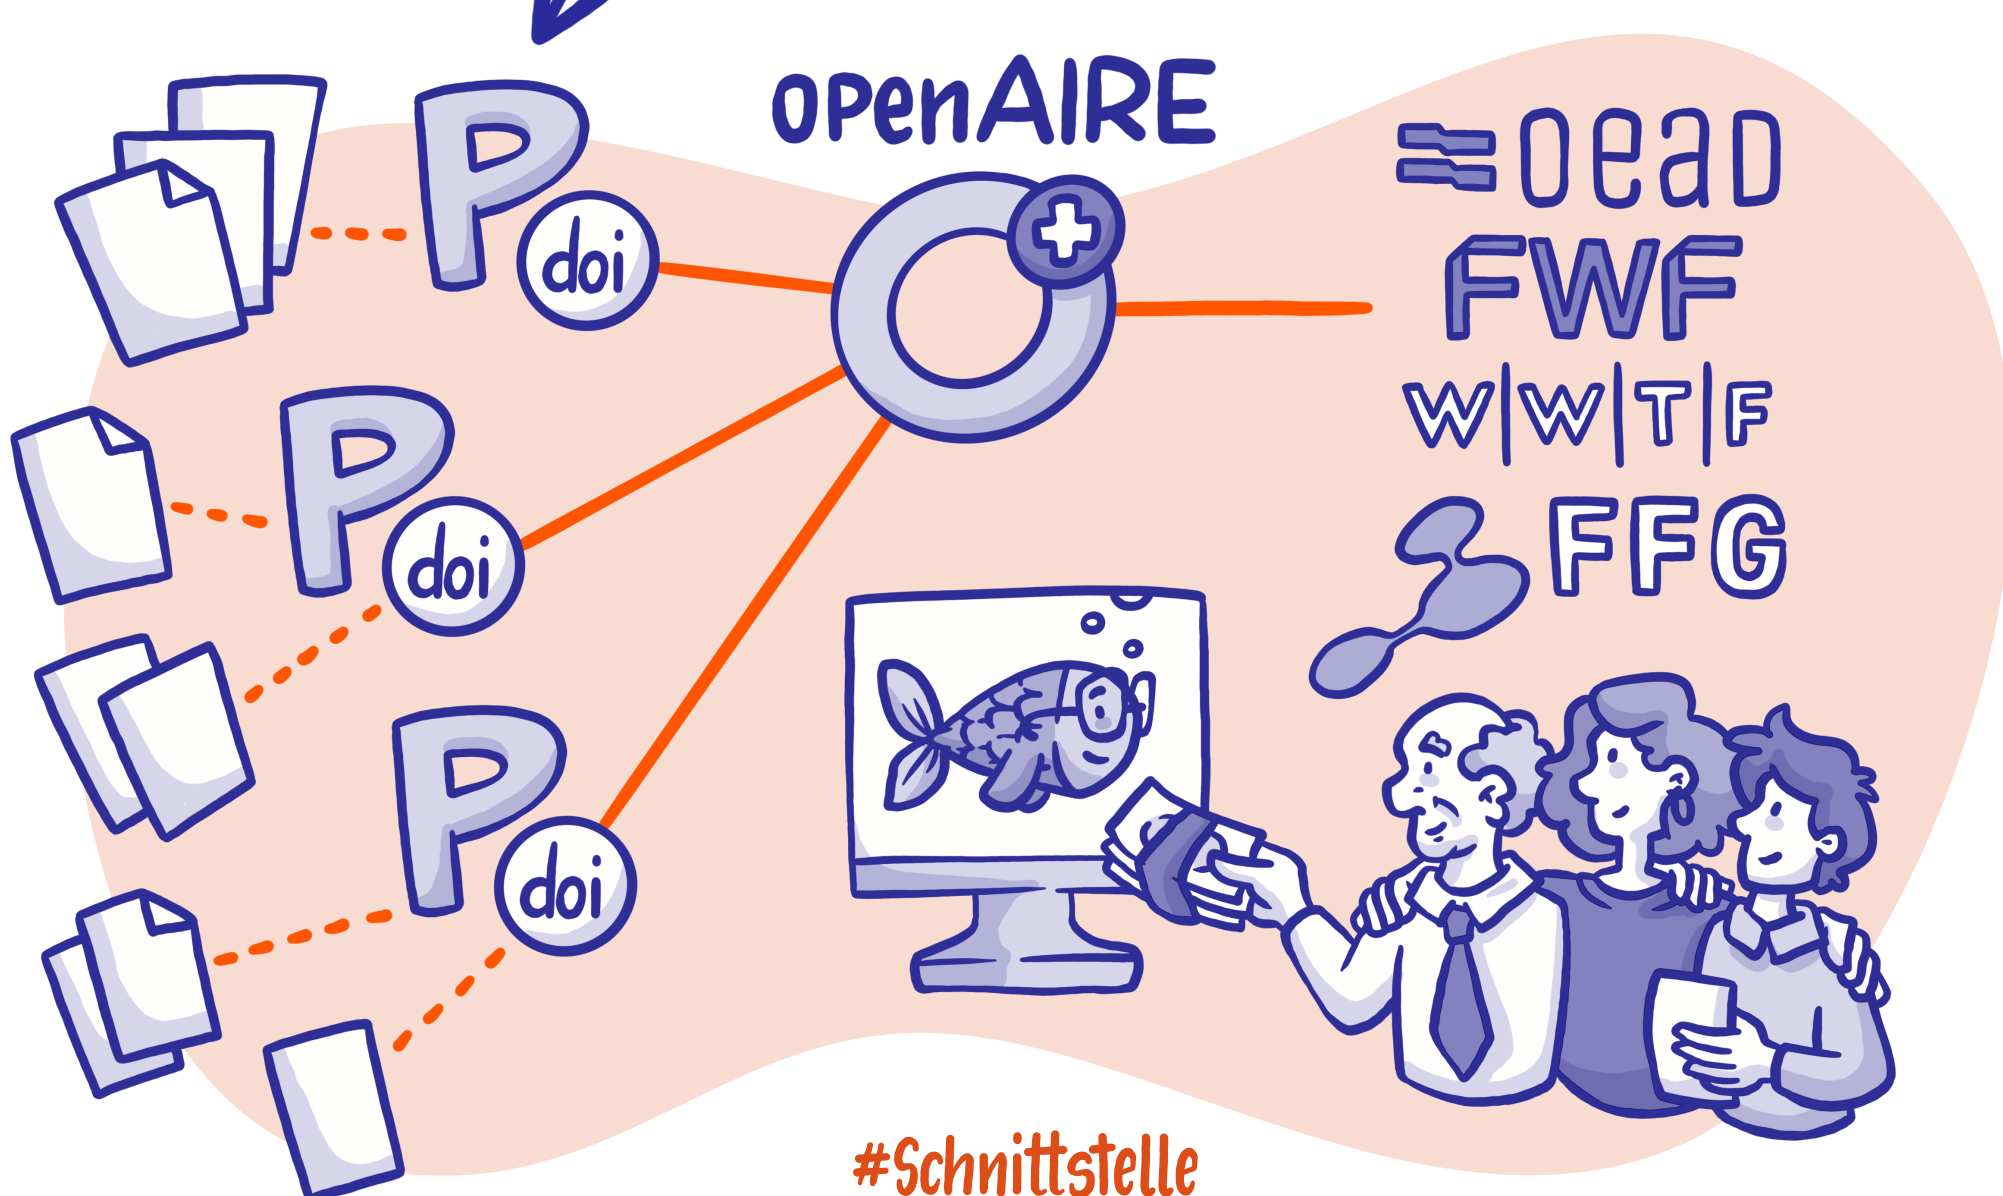 openAIRE
P
doi
oead
FWF
W|W|T|F
FFG
P
doi
P
doi
#Schnittstelle